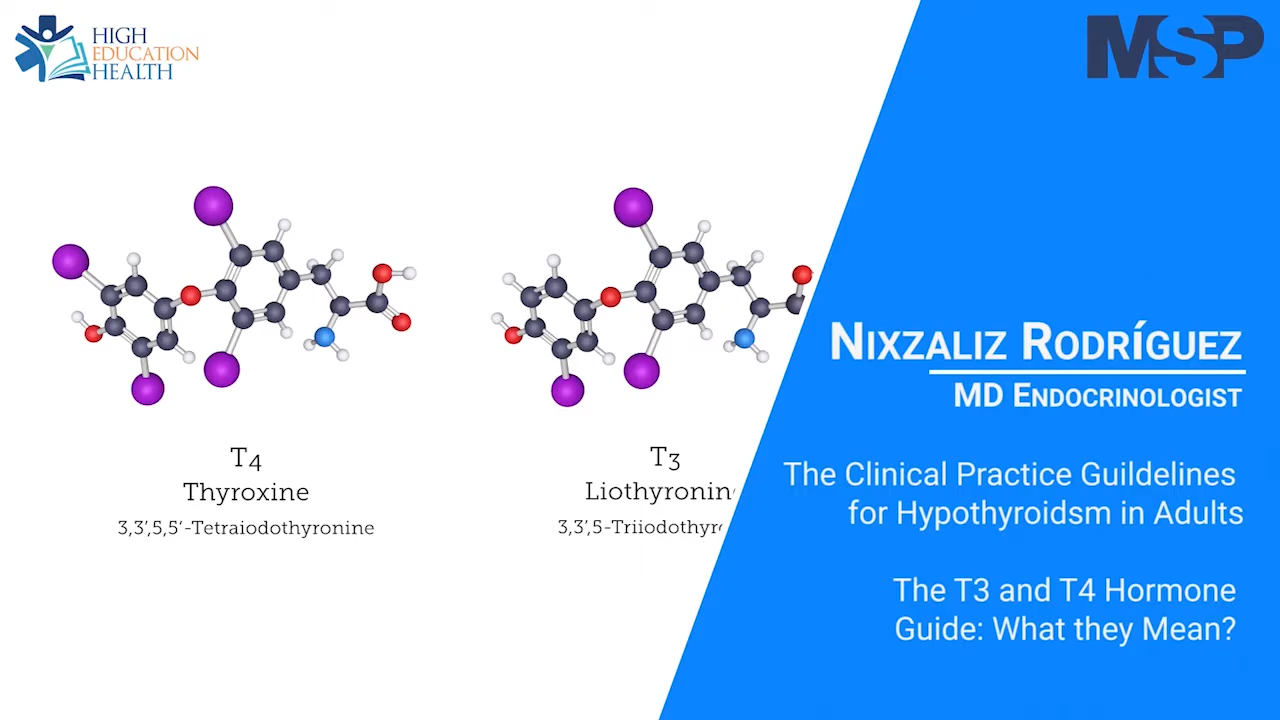 HIGH
EDUCATION
HEALTH
MSP
T4
Thyroxine
3,3',5,5'-Tetraiodothyronine
T3
Liothyronin
3,3',5-Triiodothyr
NIXZALIZ RODRÍGUEZ
MD ENDOCRINOLOGIST
The Clinical Practice Guildelines
for Hypothyroidsm in Adults
The T3 and T4 Hormone
Guide: What they Mean?